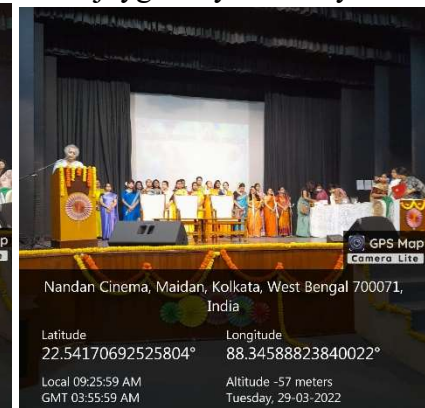 GPS Map
Camera Lite
Nandan Cinema, Maidan, Kolkata, West Bengal 700071,
India
Latitude
22.54170692525804°
Longitude
88.34588823840022°
Local 09:25:59 AM
GMT 03:55:59 AM
Altitude -57 meters
Tuesday, 29-03-2022